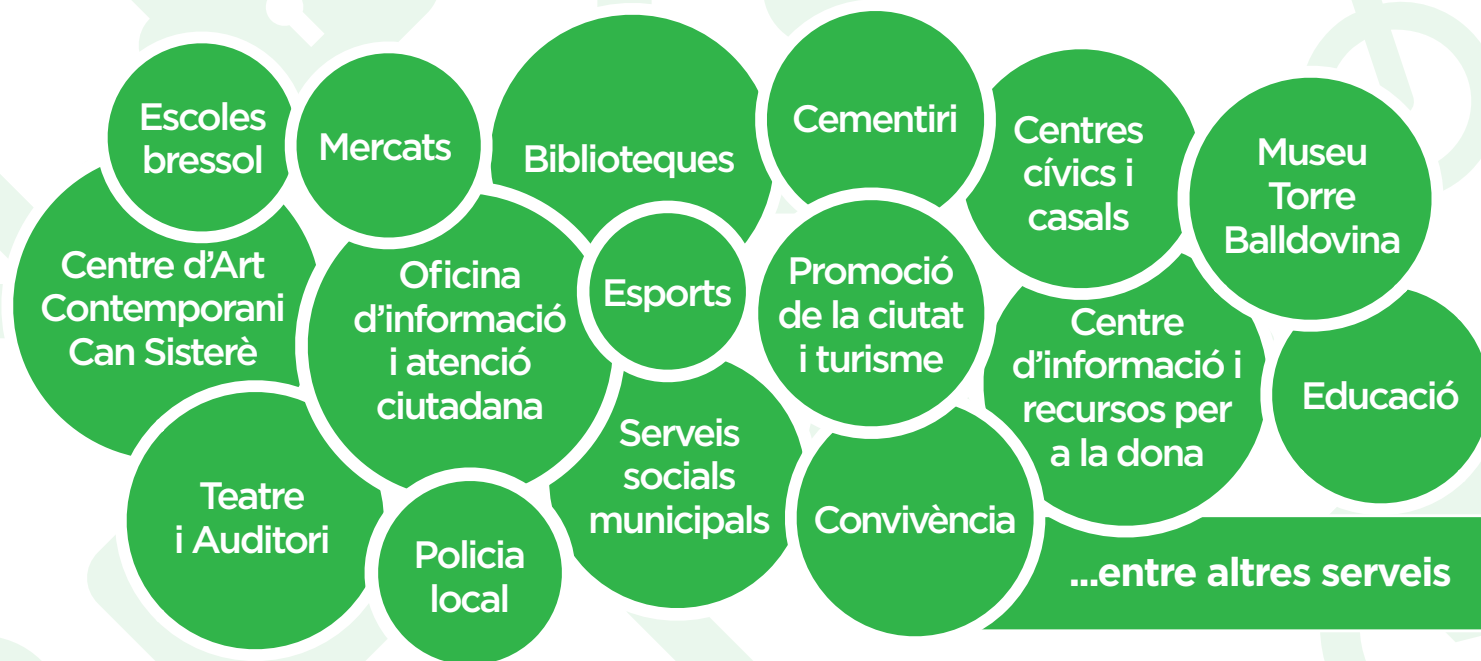 Escoles
bressol
Mercats
Biblioteques
Cementiri
Centres
cívics i
casals
Museu
Torre
Balldovina
Centre d'Art
Contemporani
Can Sisterè
Oficina
d'informació
i atenció
ciutadana
Esports
Promoció
de la ciutat
i turisme
Centre
d'informació i
recursos per
a la dona
Educació
Teatre
i Auditori
Policia
local
Serveis
socials
municipals
Convivència
...entre altres serveis